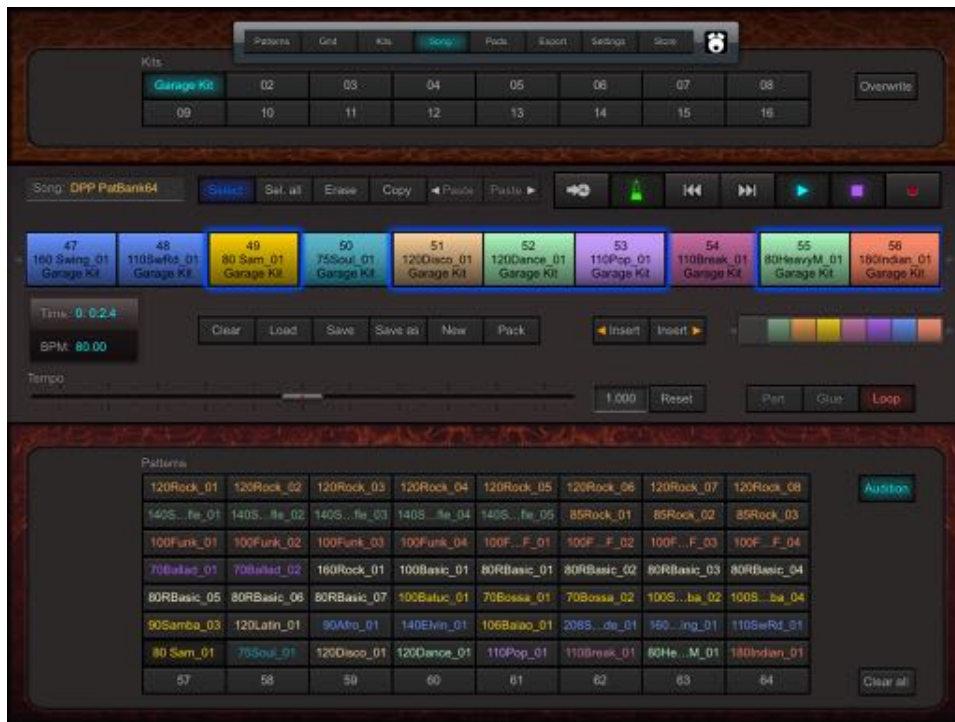 Patterns Grid Kits Song Pads Export Settings Store
Kits
Garage Kit 02 03 04 05 06 07 08
Overwrite
09 10 11 12 13 14 15 16
Song: DPP PatBank64
Select Sel. all Erase Copy Paste Paste
47 48 49 50 51 52 53 54 55 56
160 Swing_01 110SwRd_01 80 Sam_01 75Soul_01 120Disco_01 120Dance_01 110Pop_01 110Break_01 80HeavyM_01 180Indian_01
Garage Kit Garage Kit Garage Kit Garage Kit Garage Kit Garage Kit Garage Kit Garage Kit Garage Kit Garage Kit
Time: 0: 0:2.4
BPM: 80.00
Clear Load Save Save as New Pack
Insert Insert
Tempo
1.000 Reset
Part Glue Loop
Patterns
120Rock_01 120Rock_02 120Rock_03 120Rock_04 120Rock_05 120Rock_06 120Rock_07 120Rock_08
Audition
140S...fle_01 140S...fle_02 140S...fle_03 140S...fle_04 140S...fle_05 85Rock_01 85Rock_02 85Rock_03
100Funk_01 100Funk_02 100Funk_03 100Funk_04 100F...F_01 100F...F_02 100F...F_03 100F...F_04
70Ballad_01 70Ballad_02 160Rock_01 100Basic_01 80RBasic_01 80RBasic_02 80RBasic_03 80RBasic_04
80RBasic_05 80RBasic_06 80RBasic_07 100Batuc_01 70Bossa_01 70Bossa_02 100S...ba_02 100S...ba_04
90Samba_03 120Latin_01 90Afro_01 140Elvin_01 106Baiao_01 208S...de_01 160...ing_01 110SwRd_01
80 Sam_01 75Soul_01 120Disco_01 120Dance_01 110Pop_01 110Break_01 80He...M_01 180Indian_01
57 58 59 60 61 62 63 64
Clear all